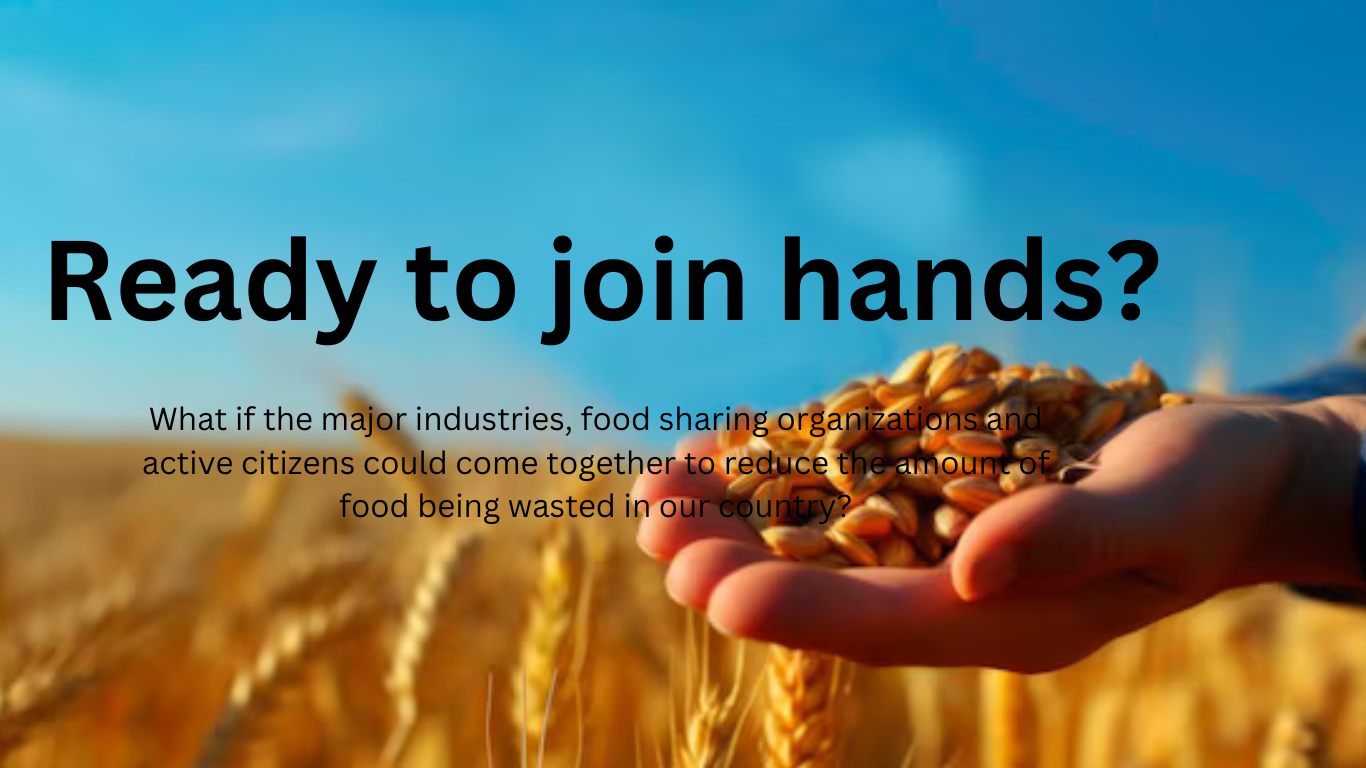 Ready to join hands?
What if the major industries, food sharing organizations and
active citizens could come together to reduce the amount of
food being wasted in our country?